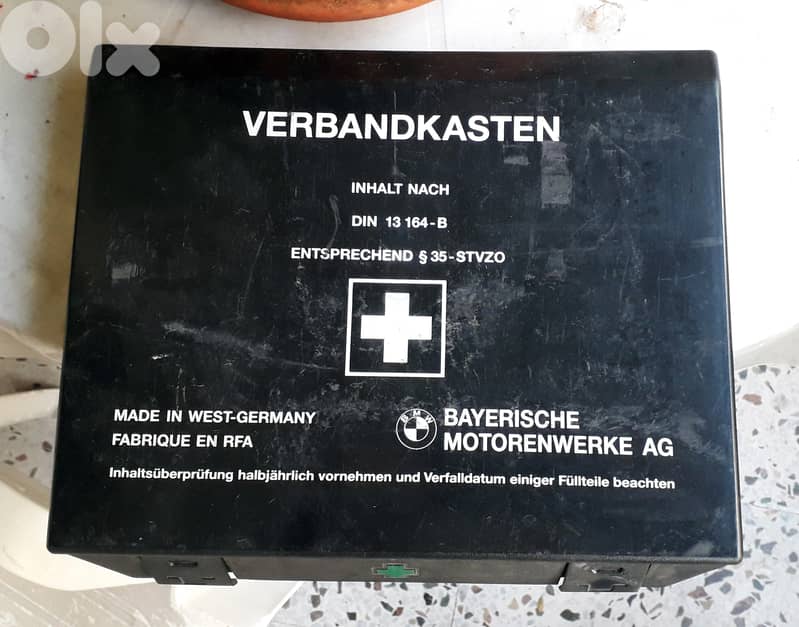 olx
VERBANDKASTEN
INHALT NACH
DIN 13 164-B
ENTSPRECHEND § 35-STVZO
MADE IN WEST-GERMANY
FABRIQUE EN RFA
BMW
BAYERISCHE
MOTORENWERKE AG
Inhaltsüberprüfung halbjährlich vornehmen und Verfalldatum einiger Füllteile beachten